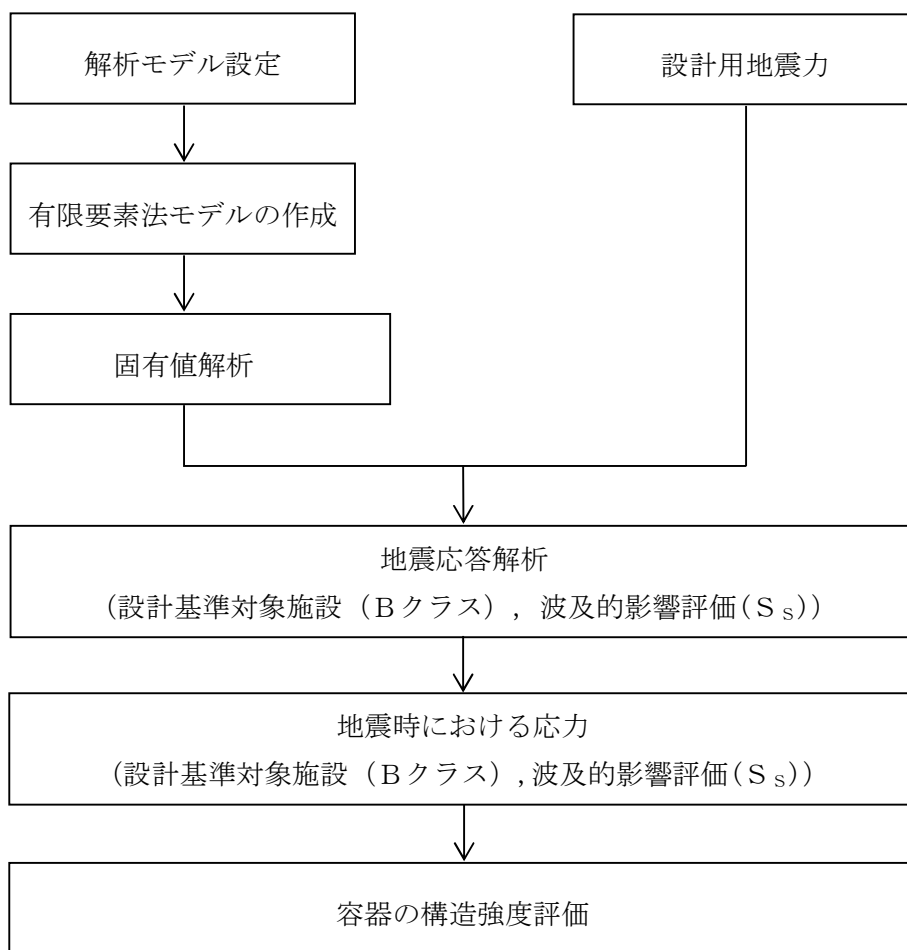 解析モデル設定
設計用地震力
有限要素法モデルの作成
固有値解析
地震応答解析
(設計基準対象施設（Ｂクラス）, 波及的影響評価(Ｓs))
地震時における応力
(設計基準対象施設（Ｂクラス）,波及的影響評価(Ｓs))
容器の構造強度評価